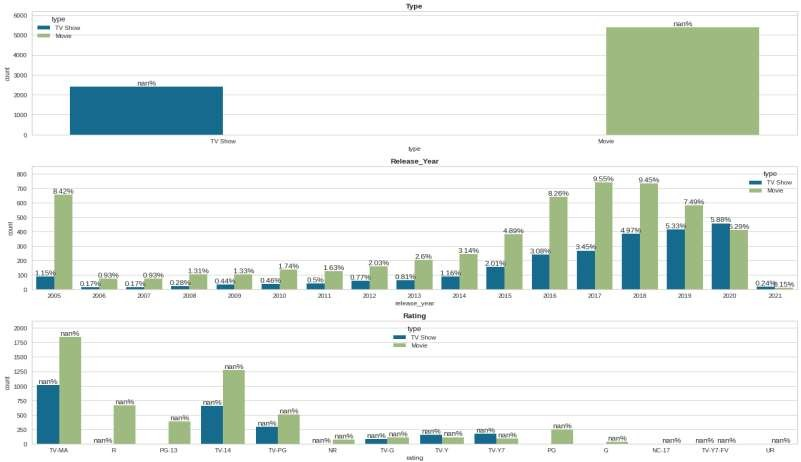 Type
type
TV Show
Movie
nan%
nan%
6000
5000
4000
3000
2000
1000
0
count
TV Show Movie
type
Release_Year
type
TV Show
Movie
800
700
600
500
400
300
200
100
0
count
1.15% 8.42% 0.17% 0.93% 0.17% 0.93% 0.28% 1.31% 0.44% 1.33% 0.46% 1.74% 0.5% 1.63% 0.77% 2.03% 0.81% 2.6% 1.16% 3.14% 2.01% 4.89% 3.08% 8.26% 3.45% 9.55% 4.97% 9.45% 5.33% 7.49% 5.88% 5.29% 0.24% 0.15%
2005 2006 2007 2008 2009 2010 2011 2012 2013 2014 2015 2016 2017 2018 2019 2020 2021
release_year
Rating
type
TV Show
Movie
2000
1750
1500
1250
1000
750
500
250
0
count
nan% nan% nan% nan% nan% nan% nan% nan% nan% nan% nan% nan% nan% nan% nan% nan% nan% nan% nan% nan% nan% nan% nan% nan%
TV-MA R PG-13 TV-14 TV-PG NR TV-G TV-Y TV-Y7 PG G NC-17 TV-Y7-FV UR
rating